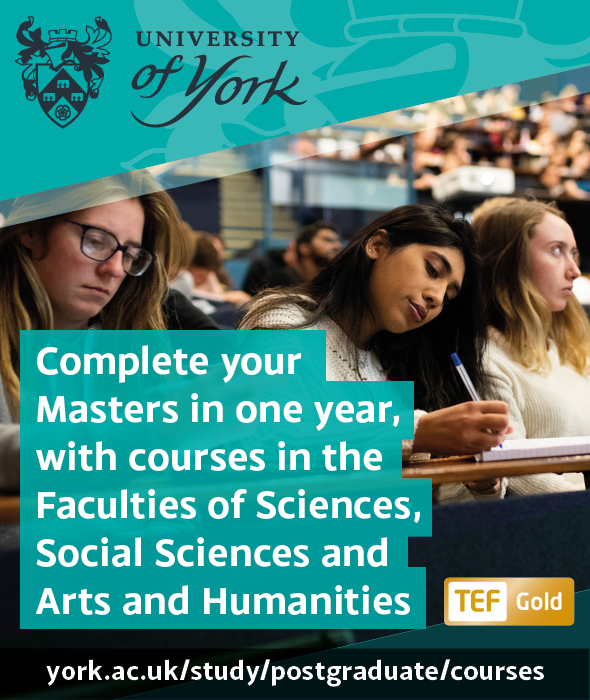 UNIVERSITY
of York
Complete your
Masters in one year,
with courses in the
Faculties of Sciences,
Social Sciences and
Arts and Humanities
TEF Gold
york.ac.uk/study/postgraduate/courses